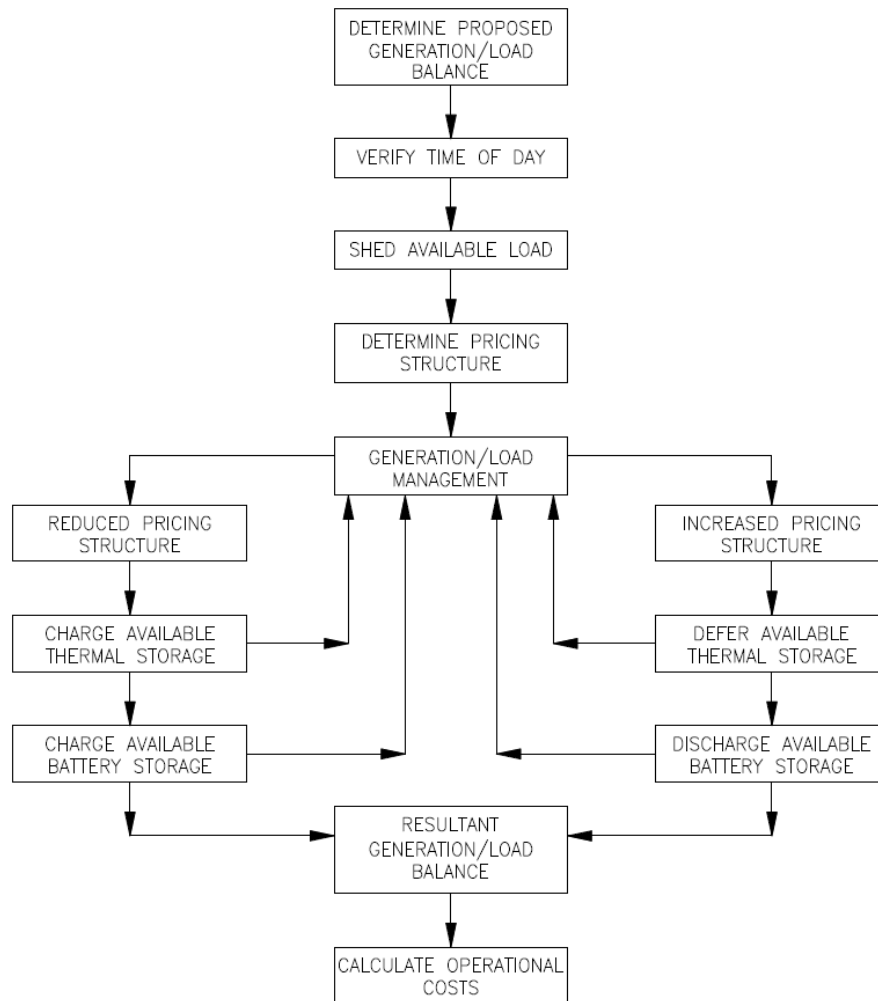 DETERMINE PROPOSED
GENERATION/LOAD
BALANCE
VERIFY TIME OF DAY
SHED AVAILABLE LOAD
DETERMINE PRICING
STRUCTURE
GENERATION/LOAD
MANAGEMENT
REDUCED PRICING
STRUCTURE
INCREASED PRICING
STRUCTURE
CHARGE AVAILABLE
THERMAL STORAGE
DEFER AVAILABLE
THERMAL STORAGE
CHARGE AVAILABLE
BATTERY STORAGE
DISCHARGE AVAILABLE
BATTERY STORAGE
RESULTANT
GENERATION/LOAD
BALANCE
CALCULATE OPERATIONAL
COSTS